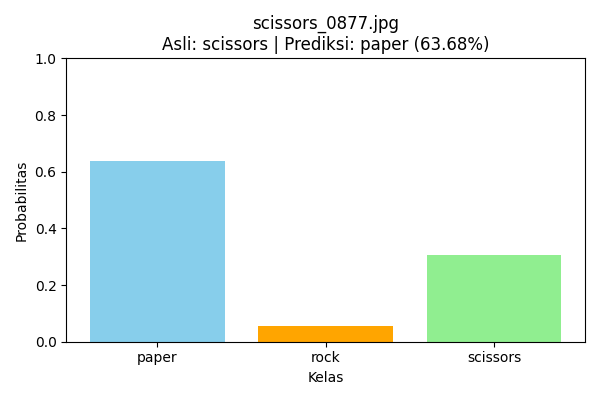 scissors_0877.jpg
Asli: scissors | Prediksi: paper (63.68%)
1.0
0.8
0.6
0.4
0.2
0.0
Probabilitas
paper rock scissors
Kelas